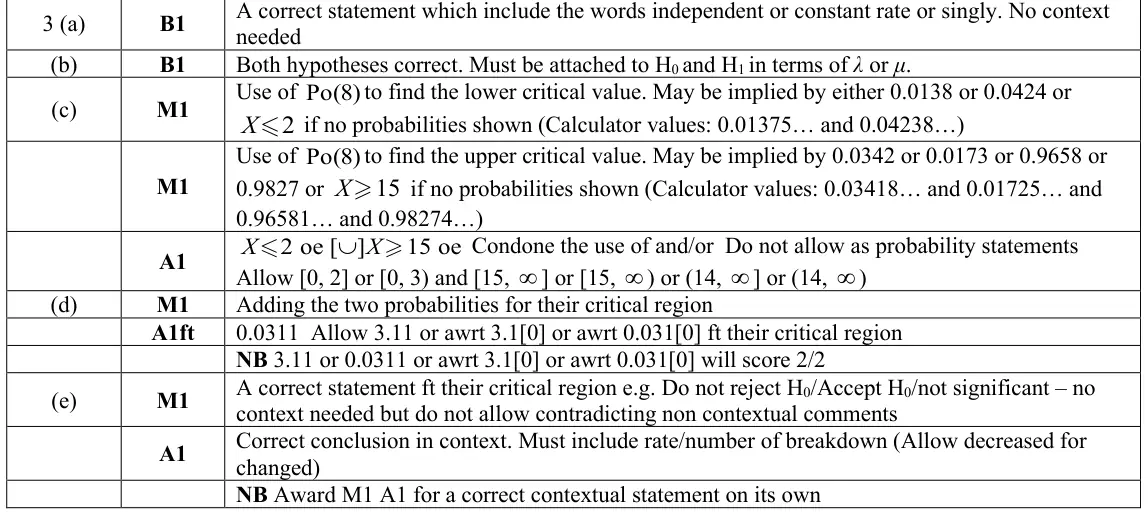 3 (a) B1 A correct statement which include the words independent or constant rate or singly. No context
needed
(b) B1 Both hypotheses correct. Must be attached to H₀ and H₁ in terms of λ or μ.
(c) M1 Use of Po(8) to find the lower critical value. May be implied by either 0.0138 or 0.0424 or
X⩽2 if no probabilities shown (Calculator values: 0.01375… and 0.04238…)
M1 Use of Po(8) to find the upper critical value. May be implied by 0.0342 or 0.0173 or 0.9658 or
0.9827 or X⩾15 if no probabilities shown (Calculator values: 0.03418… and 0.01725… and
0.96581… and 0.98274…)
A1 X⩽2 oe [∪]X⩾15 oe Condone the use of and/or Do not allow as probability statements
Allow [0, 2] or [0, 3) and [15, ∞] or [15, ∞) or (14, ∞] or (14, ∞)
(d) M1 Adding the two probabilities for their critical region
A1ft 0.0311 Allow 3.11 or awrt 3.1[0] or awrt 0.031[0] ft their critical region
NB 3.11 or 0.0311 or awrt 3.1[0] or awrt 0.031[0] will score 2/2
(e) M1 A correct statement ft their critical region e.g. Do not reject H₀/Accept H₀/not significant – no
context needed but do not allow contradicting non contextual comments
A1 Correct conclusion in context. Must include rate/number of breakdown (Allow decreased for
changed)
NB Award M1 A1 for a correct contextual statement on its own